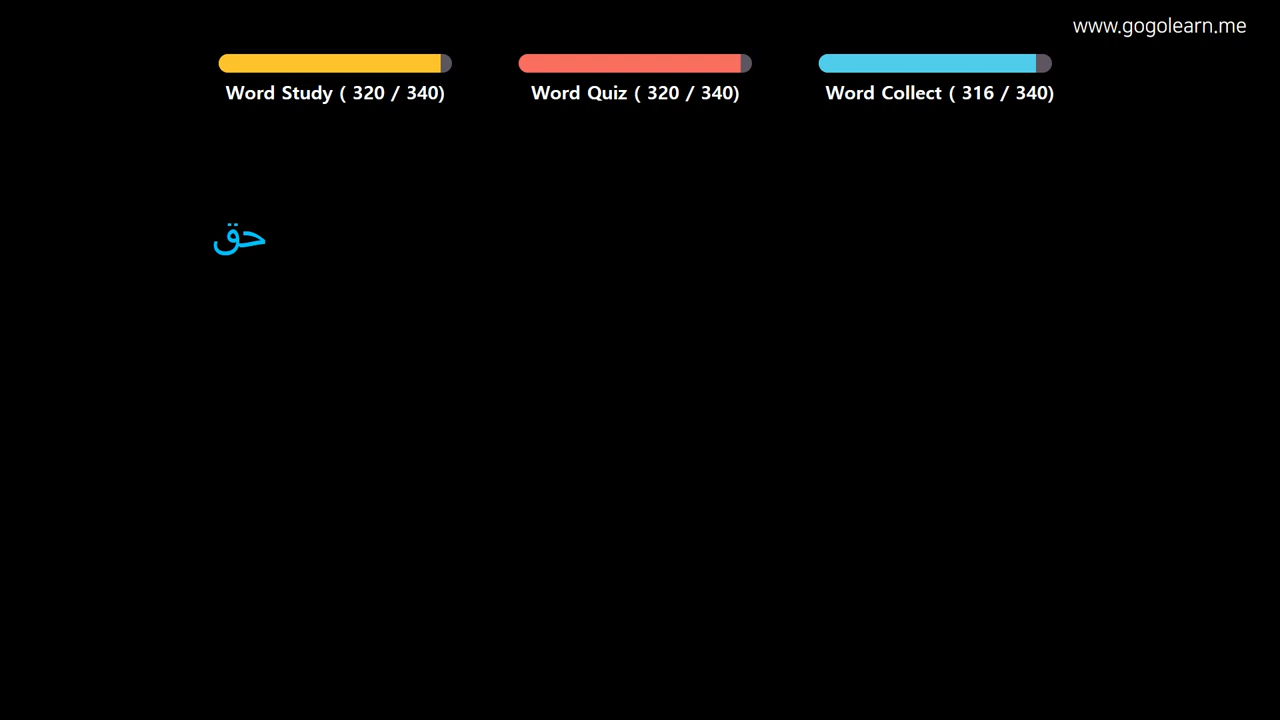 www.gogolearn.me
Word Study ( 320 / 340)
Word Quiz ( 320 / 340)
Word Collect ( 316 / 340)
حق